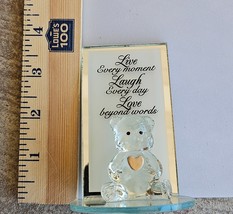 Live
Every moment
Laugh
Every day
Love
beyond words
LOWE'S
100
4
3
2
1